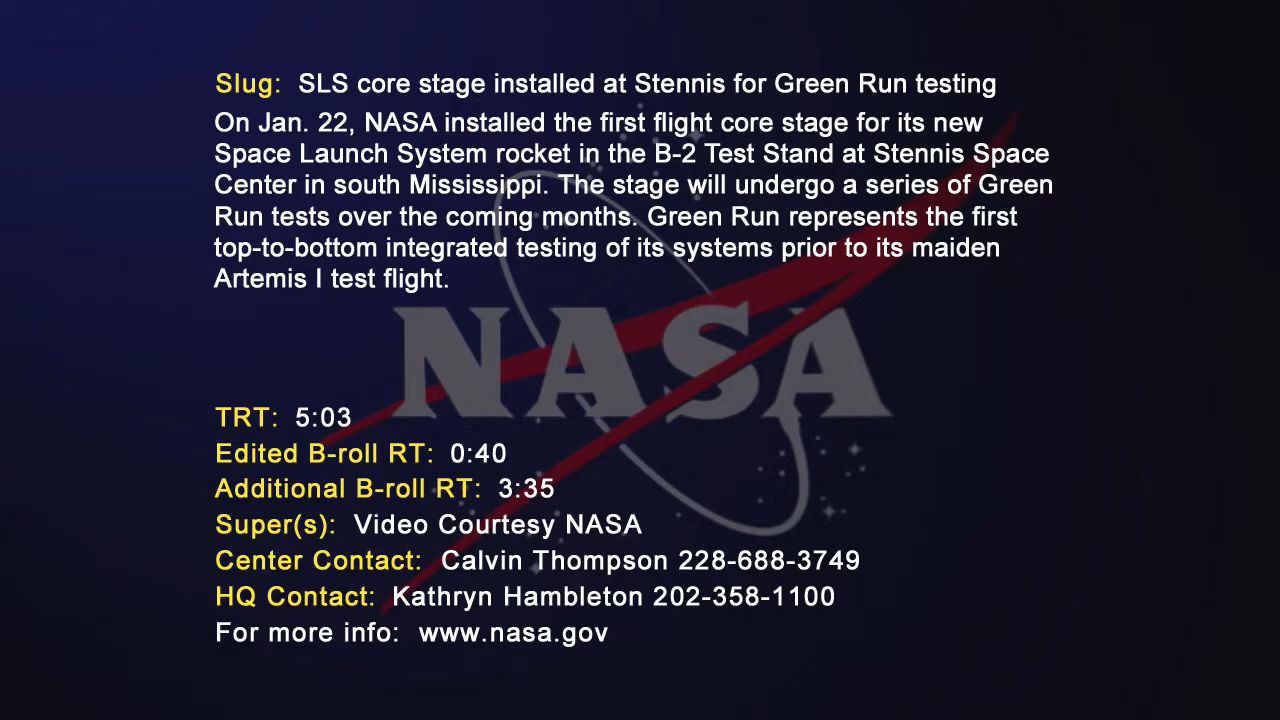 Slug: SLS core stage installed at Stennis for Green Run testing
On Jan. 22, NASA installed the first flight core stage for its new
Space Launch System rocket in the B-2 Test Stand at Stennis Space
Center in south Mississippi. The stage will undergo a series of Green
Run tests over the coming months. Green Run represents the first
top-to-bottom integrated testing of its systems prior to its maiden
Artemis I test flight.
NASA
TRT: 5:03
Edited B-roll RT: 0:40
Additional B-roll RT: 3:35
Super(s): Video Courtesy NASA
Center Contact: Calvin Thompson 228-688-3749
HQ Contact: Kathryn Hambleton 202-358-1100
For more info: www.nasa.gov